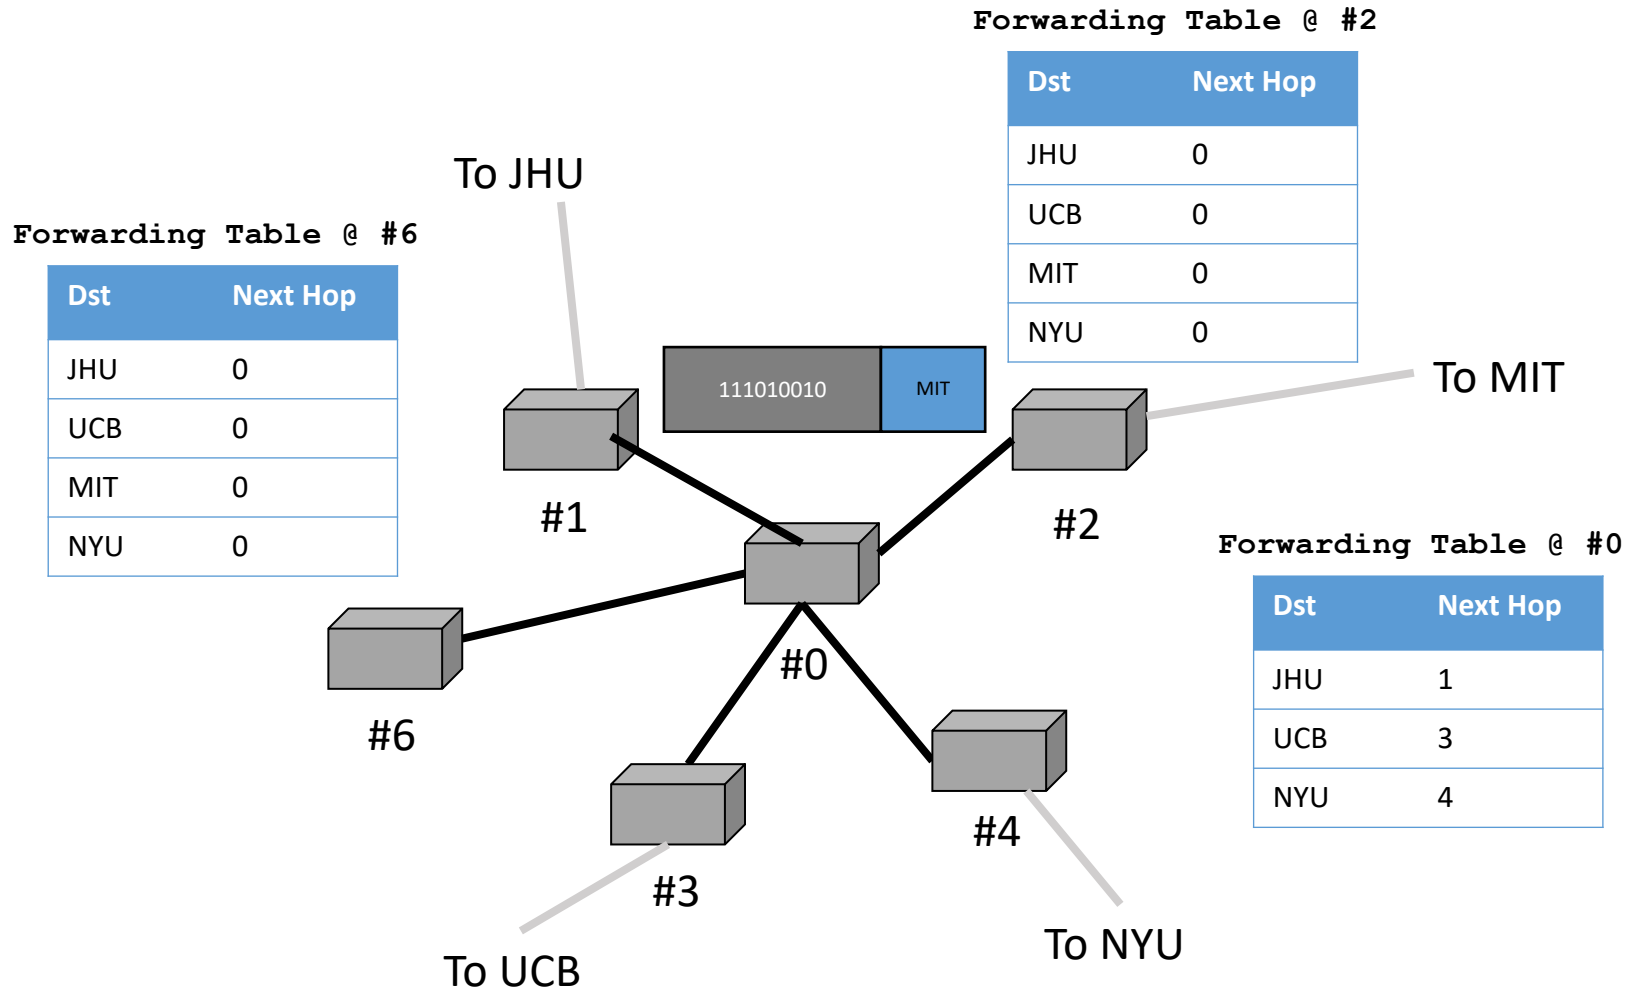 Forwarding Table @ #2
Dst Next Hop
JHU 0
UCB 0
MIT 0
NYU 0
To JHU
Forwarding Table @ #6
Dst Next Hop
JHU 0
UCB 0
MIT 0
NYU 0
111010010 MIT
To MIT
#1
#2
Forwarding Table @ #0
Dst Next Hop
JHU 1
UCB 3
NYU 4
#0
#6
#4
#3
To NYU
To UCB